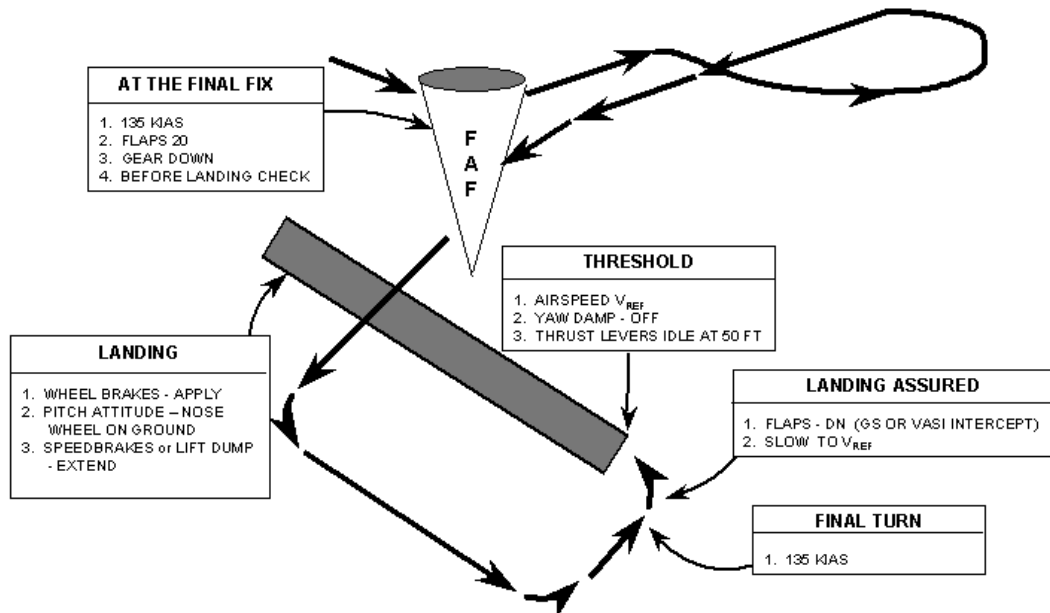 AT THE FINAL FIX
1. 135 KIAS
2. FLAPS 20
3. GEAR DOWN
4. BEFORE LANDING CHECK
F
A
F
THRESHOLD
1. AIRSPEED VREF
2. YAW DAMP - OFF
3. THRUST LEVERS IDLE AT 50 FT
LANDING
1. WHEEL BRAKES - APPLY
2. PITCH ATTITUDE – NOSE
WHEEL ON GROUND
3. SPEEDBRAKES or LIFT DUMP
- EXTEND
LANDING ASSURED
1. FLAPS - DN (GS OR VASI INTERCEPT)
2. SLOW TO VREF
FINAL TURN
1. 135 KIAS